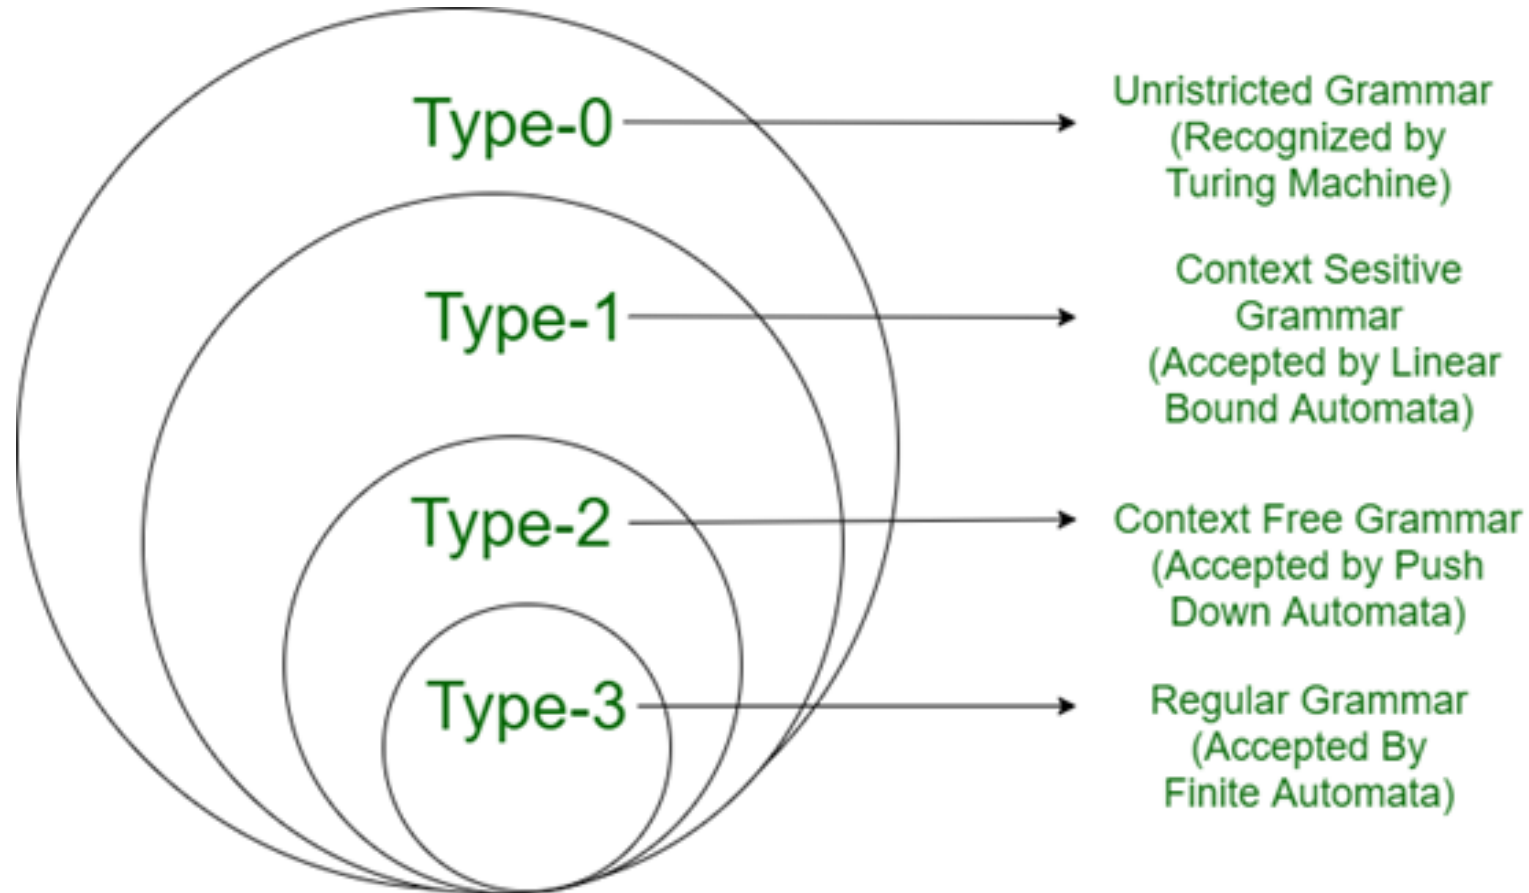 Type-0
Unristricted Grammar
(Recognized by
Turing Machine)
Type-1
Context Sesitive
Grammar
(Accepted by Linear
Bound Automata)
Type-2
Context Free Grammar
(Accepted by Push
Down Automata)
Type-3
Regular Grammar
(Accepted By
Finite Automata)